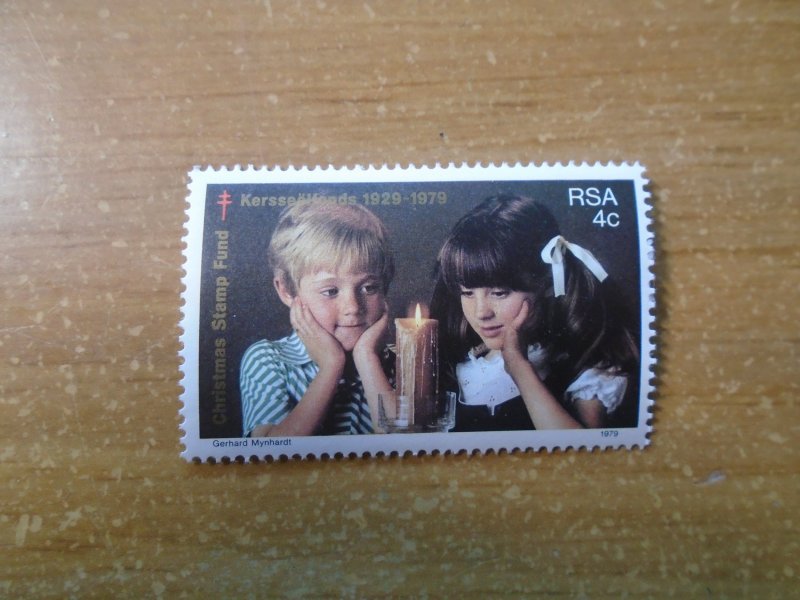 Kersseëlfonds 1929-1979
Christmas Stamp Fund
RSA
4c
Gerhard Mynhardt
1979